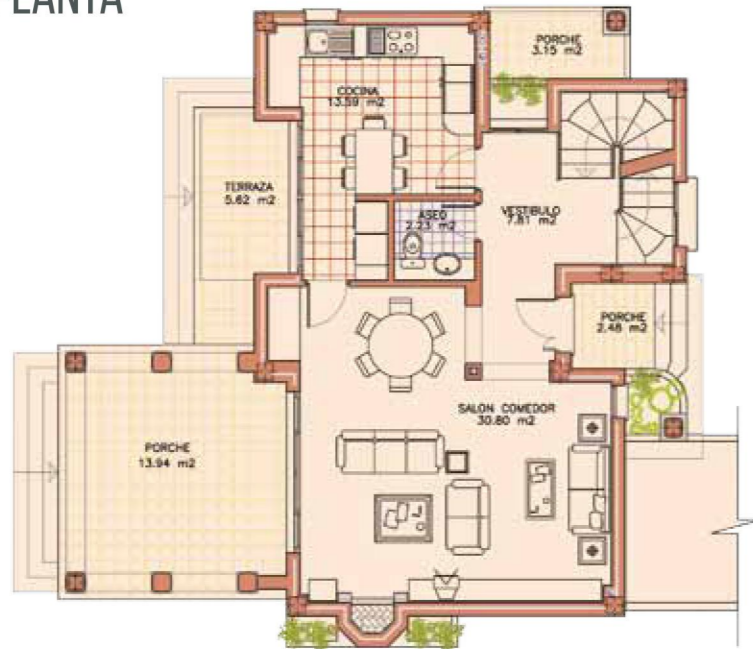 LANTA
PORCHE
3.15 m2
COCINA
13.59 m2
TERRAZA
5.62 m2
ASEO
2.23 m2
VESTIBULO
7.81 m2
PORCHE
2.48 m2
SALON COMEDOR
30.80 m2
PORCHE
13.94 m2